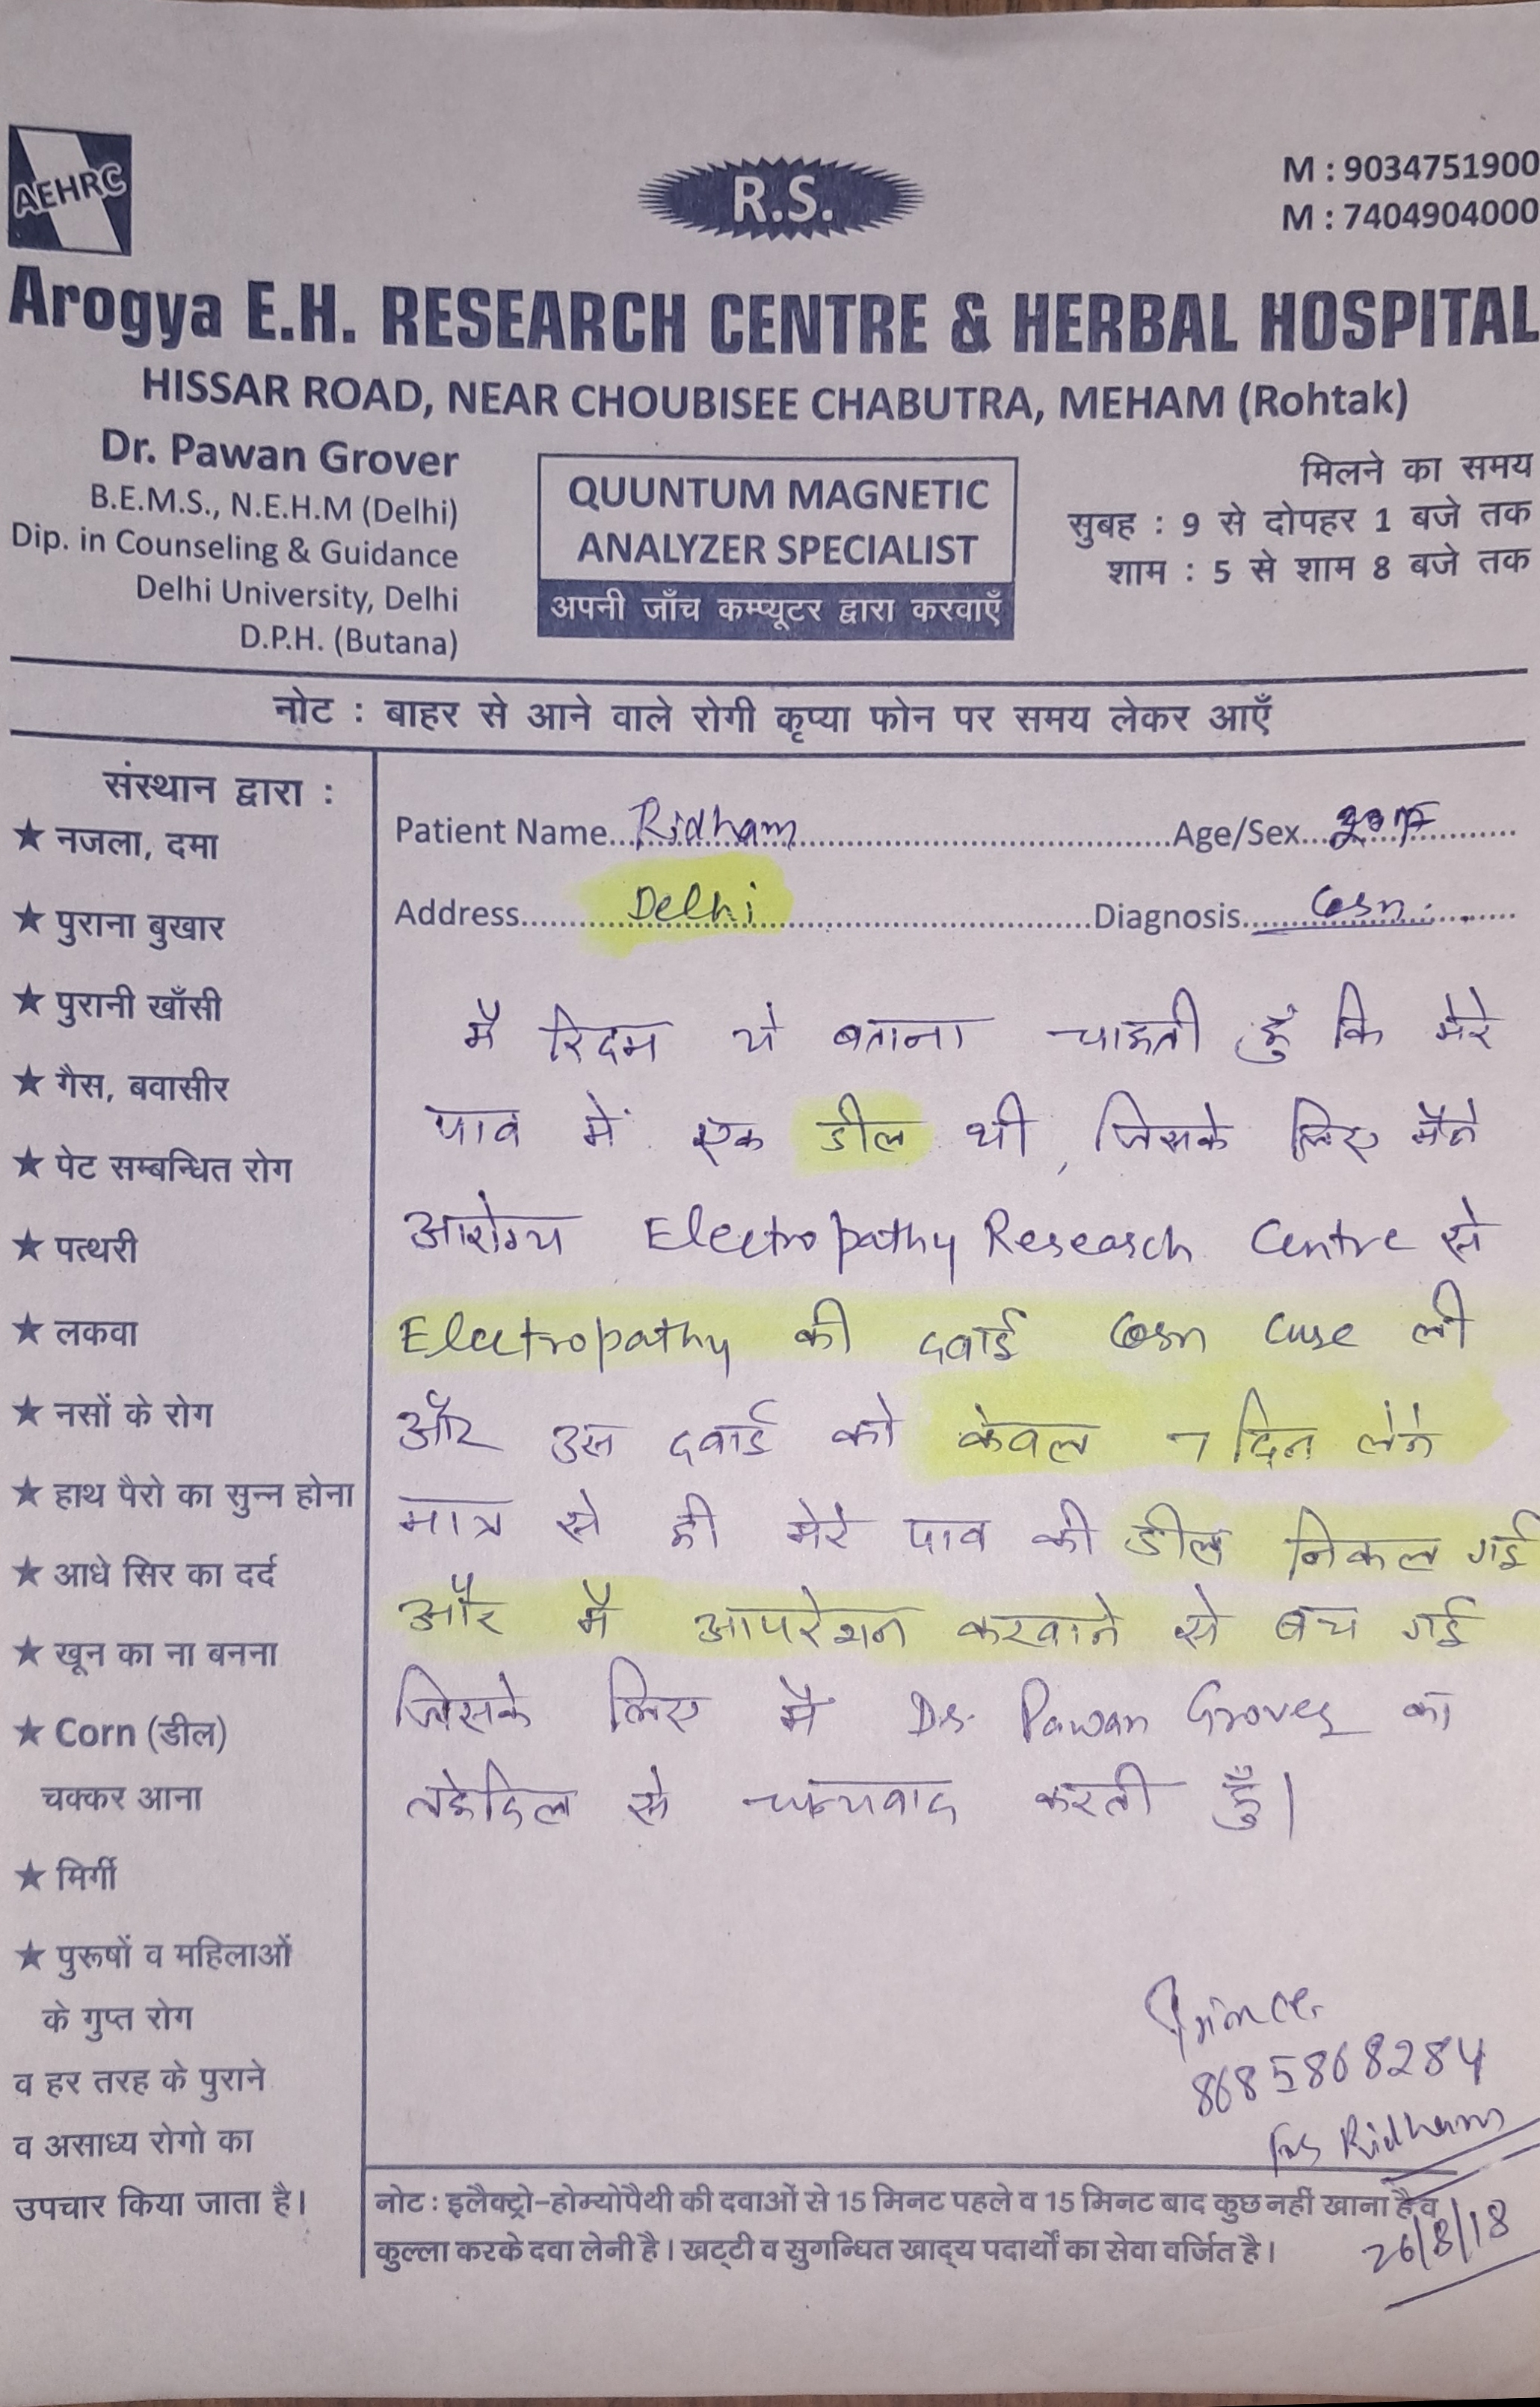 AEHRC
R.S.
M : 9034751900
M : 7404904000
Arogya E.H. RESEARCH CENTRE & HERBAL HOSPITAL
HISSAR ROAD, NEAR CHOUBISEE CHABUTRA, MEHAM (Rohtak)
Dr. Pawan Grover
B.E.M.S., N.E.H.M (Delhi)
Dip. in Counseling & Guidance
Delhi University, Delhi
D.P.H. (Butana)
QUUNTUM MAGNETIC
ANALYZER SPECIALIST
अपनी जाँच कम्प्यूटर द्वारा करवाएँ
मिलने का समय
सुबह : 9 से दोपहर 1 बजे तक
शाम : 5 से शाम 8 बजे तक
नोट : बाहर से आने वाले रोगी कृप्या फोन पर समय लेकर आएँ
संस्थान द्वारा :
★ नजला, दमा
★ पुराना बुखार
★ पुरानी खाँसी
★ गैस, बवासीर
★ पेट सम्बन्धित रोग
★ पत्थरी
★ लकवा
★ नसों के रोग
★ हाथ पैरो का सुन्न होना
★ आधे सिर का दर्द
★ खून का ना बनना
★ Corn (डील)
चक्कर आना
★ मिर्गी
★ पुरूषों व महिलाओं
के गुप्त रोग
व हर तरह के पुराने
व असाध्य रोगो का
उपचार किया जाता है।
Patient Name Ridham Age/Sex
Address Delhi Diagnosis Corn
मै रिदम ये बताना चाहती हूँ कि मेरे
पाव में एक डील थी, जिसके लिए मैने
आरोग्य Electropathy Research Centre से
Electropathy की दवाई Corn Cure ली
और उस दवाई को केवल 7 दिन लेने
मात्र से ही मेरे पाव की डील निकल गई
और मै आपरेशन करवाने से बच गई
जिसके लिए मै Dr. Pawan Grover का
तहेदिल से धन्यवाद करती हूँ।
Prince
8685868284
For Ridham
26/8/18
नोट : इलैक्ट्रो-होम्योपैथी की दवाओं से 15 मिनट पहले व 15 मिनट बाद कुछ नहीं खाना है व
कुल्ला करके दवा लेनी है। खट्टी व सुगन्धित खाद्य पदार्थों का सेवा वर्जित है।